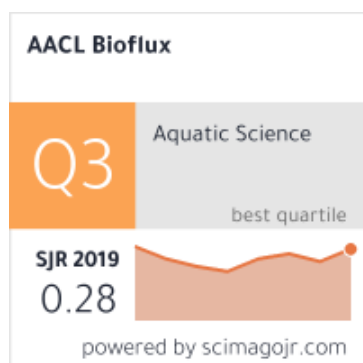 AACL Bioflux
Q3
Aquatic Science
best quartile
SJR 2019
0.28
powered by scimagojr.com